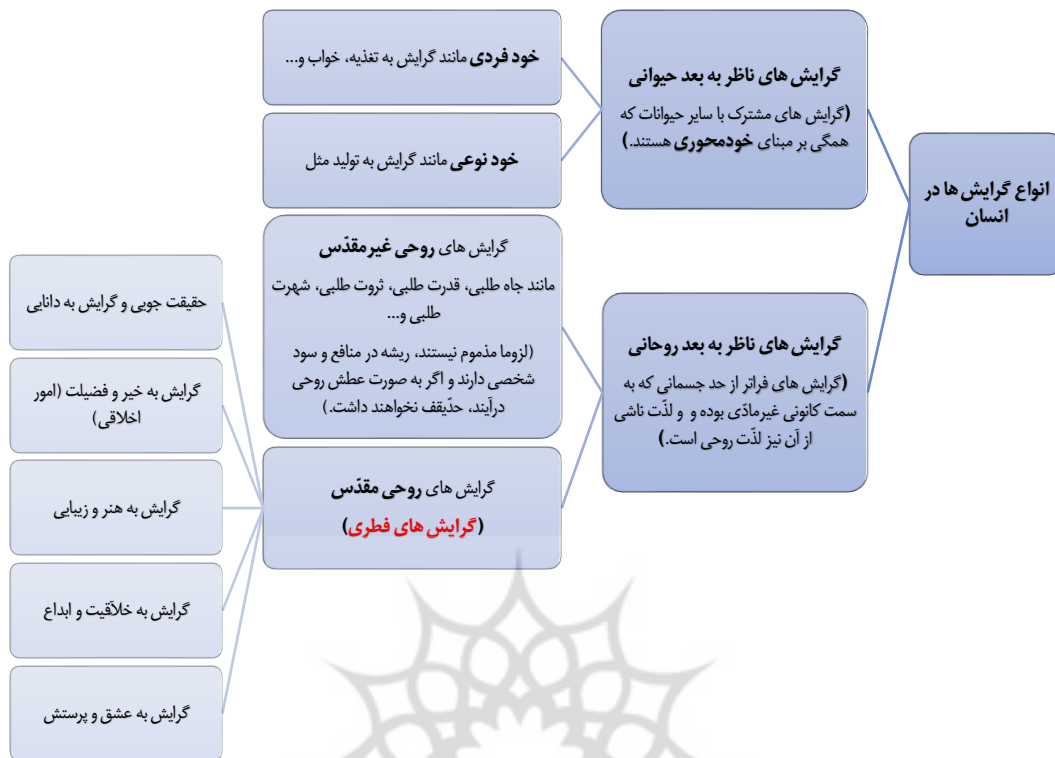 انواع گرایش ها در
انسان
گرایش های ناظر به بعد حیوانی
(گرایش های مشترک با سایر حیوانات که
همگی بر مبنای خودمحوری هستند.)
خود فردی مانند گرایش به تغذیه، خواب و...
خود نوعی مانند گرایش به تولید مثل
گرایش های ناظر به بعد روحانی
(گرایش های فراتر از حد جسمانی که به
سمت کانونی غیرمادّی بوده و و لذّت ناشی
از آن نیز لذّت روحی است.)
گرایش های روحی غیرمقدّس
مانند جاه طلبی، قدرت طلبی، ثروت طلبی، شهرت
طلبی و...
(لزوما مذموم نیستند، ریشه در منافع و سود
شخصی دارند و اگر به صورت عطش روحی
درآیند، حدّیقف نخواهند داشت.)
گرایش های روحی مقدّس
(گرایش های فطری)
حقیقت جویی و گرایش به دانایی
گرایش به خیر و فضیلت (امور
اخلاقی)
گرایش به هنر و زیبایی
گرایش به خلاّقیت و ابداع
گرایش به عشق و پرستش